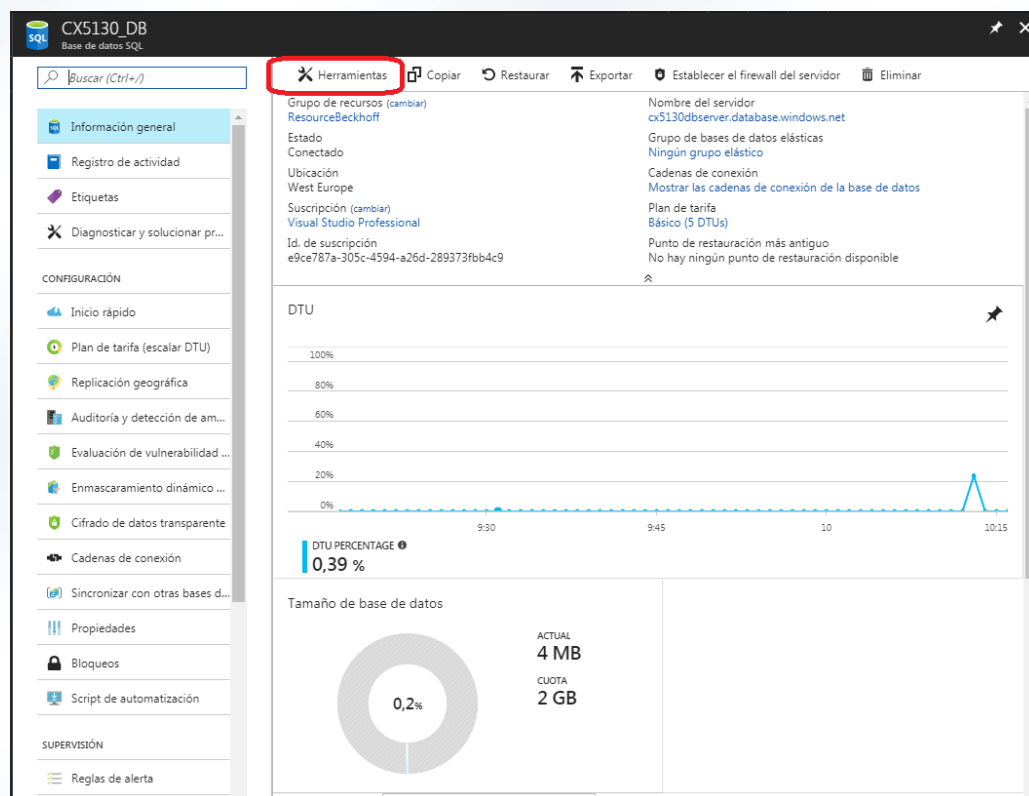 CX5130_DB
SQL
Base de datos SQL
Buscar (Ctrl+/)
Herramientas
Copiar
Restaurar
Exportar
Establecer el firewall del servidor
Eliminar
Información general
Registro de actividad
Etiquetas
Diagnosticar y solucionar pr...
CONFIGURACIÓN
Inicio rápido
Plan de tarifa (escalar DTU)
Replicación geográfica
Auditoría y detección de am...
Evaluación de vulnerabilidad ...
Enmascaramiento dinámico ...
Cifrado de datos transparente
Cadenas de conexión
Sincronizar con otras bases d...
Propiedades
Bloqueos
Script de automatización
SUPERVISIÓN
Reglas de alerta
Grupo de recursos (cambiar)
ResourceBeckhoff
Estado
Conectado
Ubicación
West Europe
Suscripción (cambiar)
Visual Studio Professional
Id. de suscripción
e9ce787a-305c-4594-a26d-289373fbb4c9
Nombre del servidor
cx5130dbserver.database.windows.net
Grupo de bases de datos elásticas
Ningún grupo elástico
Cadenas de conexión
Mostrar las cadenas de conexión de la base de datos
Plan de tarifa
Básico (5 DTUs)
Punto de restauración más antiguo
No hay ningún punto de restauración disponible
DTU
100%
80%
60%
40%
20%
0%
9:30
9:45
10
10:15
DTU PERCENTAGE
0,39 %
Tamaño de base de datos
0,2%
ACTUAL
4 MB
CUOTA
2 GB